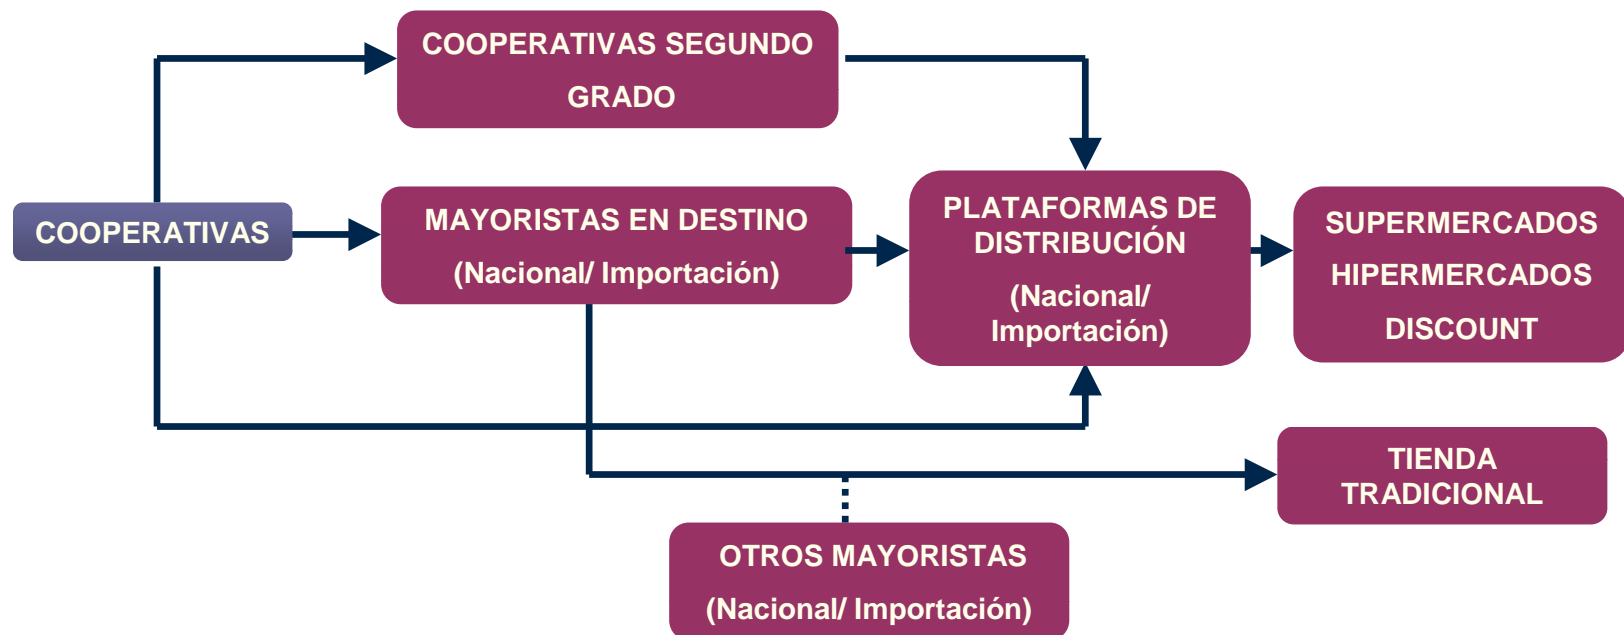 COOPERATIVAS SEGUNDO
GRADO
COOPERATIVAS
MAYORISTAS EN DESTINO
(Nacional/ Importación)
PLATAFORMAS DE
DISTRIBUCIÓN
(Nacional/
Importación)
SUPERMERCADOS
HIPERMERCADOS
DISCOUNT
TIENDA
TRADICIONAL
OTROS MAYORISTAS
(Nacional/ Importación)